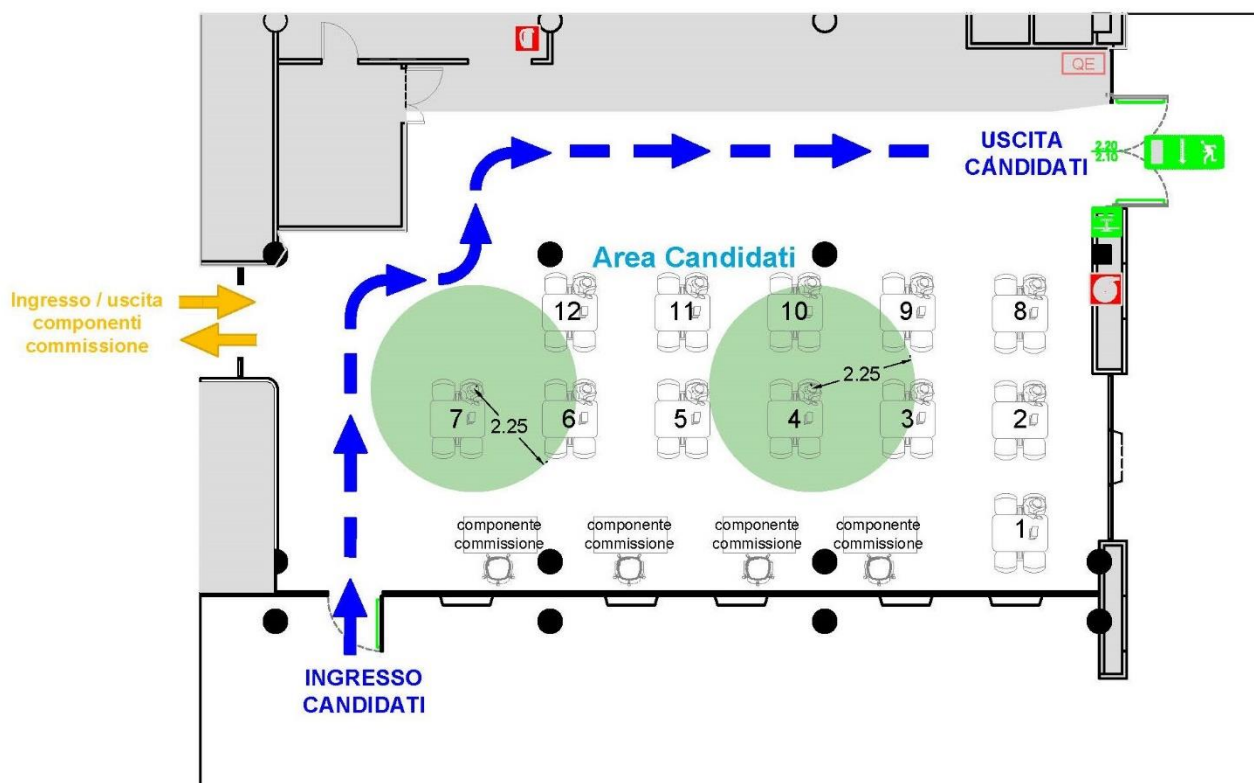 QE
USCITA
CANDIDATI
2.20
2.10
Area Candidati
Ingresso / uscita
componenti
commissione
12
11
10
9
8
2.25
7
6
5
4
3
2
2.25
componente
commissione
componente
commissione
componente
commissione
componente
commissione
1
INGRESSO
CANDIDATI